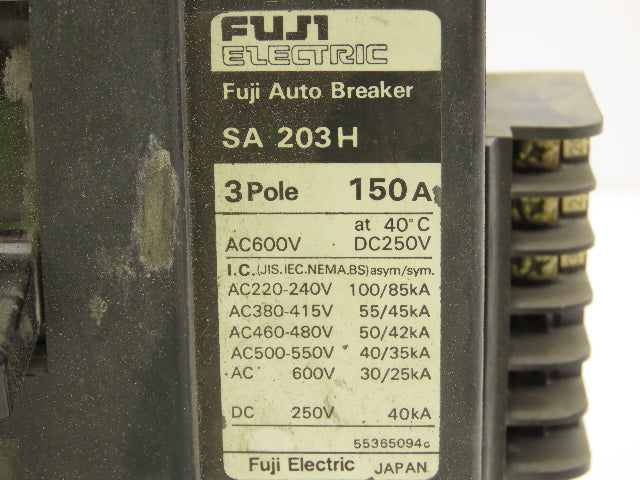 FUJI
ELECTRIC
Fuji Auto Breaker
SA 203H
3Pole 150A
at 40°C
AC600V DC250V
I.C.(JIS.IEC.NEMA,BS)asym/sym.
AC220-240V 100/85kA
AC380-415V 55/45kA
AC460-480V 50/42kA
AC500-550V 40/35kA
AC 600V 30/25kA
DC 250V 40kA
55365094c
Fuji Electric JAPAN